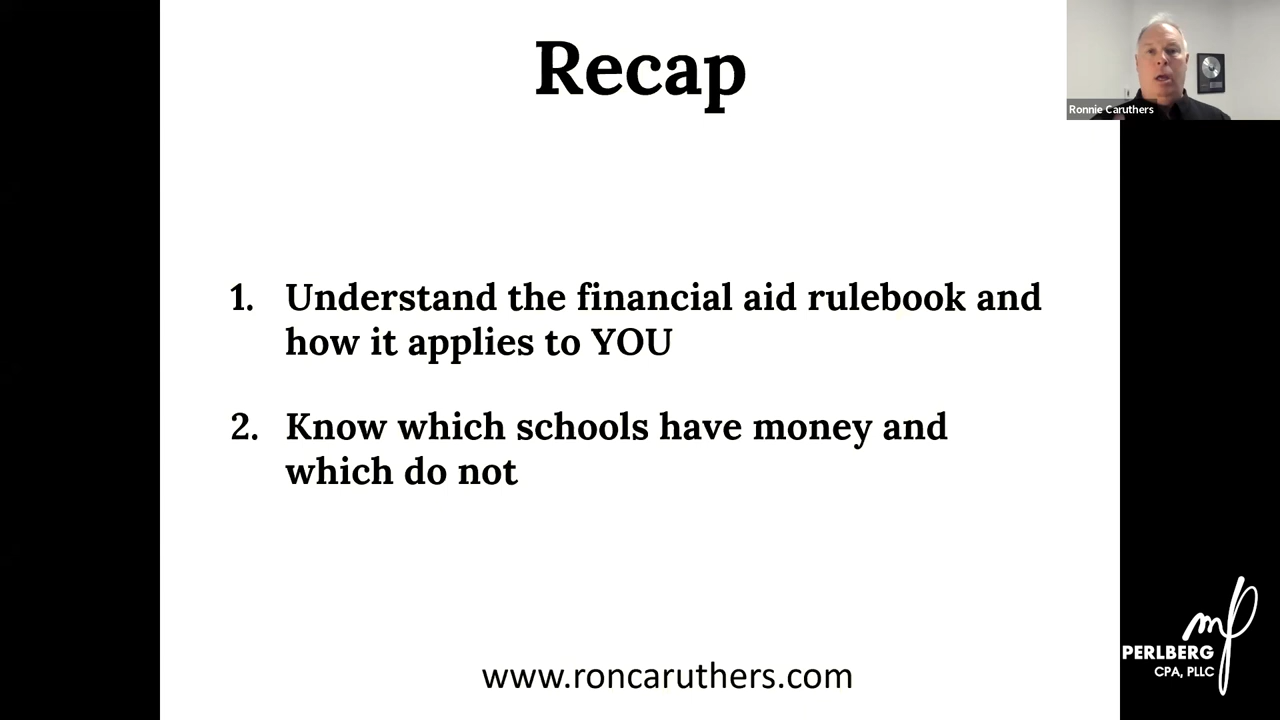 Recap
Ronnie Caruthers
1. Understand the financial aid rulebook and
how it applies to YOU
2. Know which schools have money and
which do not
www.roncaruthers.com
mp
PERLBERG
CPA, PLLC